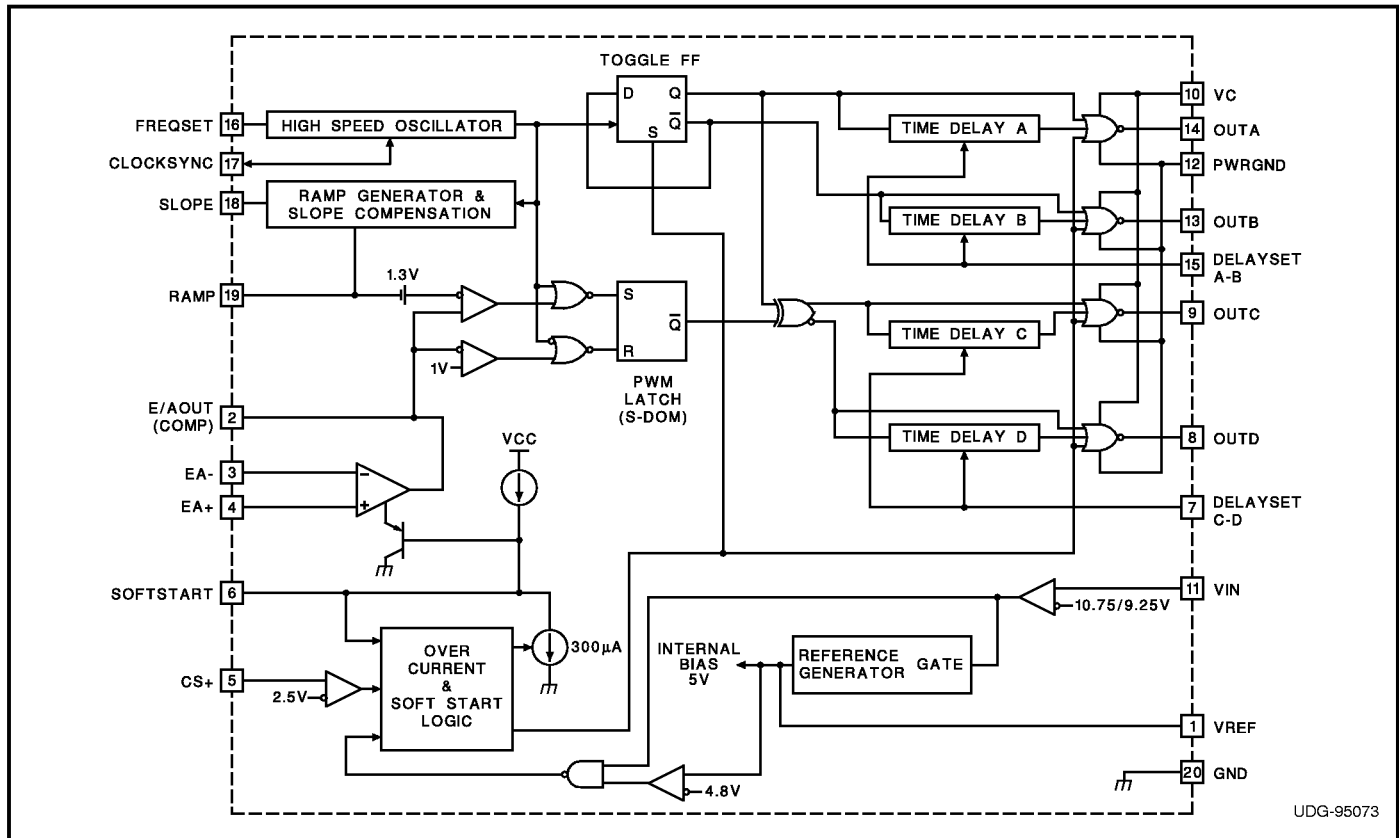 TOGGLE FF
D Q
Q
S
FREQSET 16 HIGH SPEED OSCILLATOR
CLOCKSYNC 17
SLOPE 18 RAMP GENERATOR &
SLOPE COMPENSATION
RAMP 19
1.3V
1V
S
Q
R
PWM
LATCH
(S-DOM)
E/AOUT
(COMP) 2
EA- 3
-
EA+ 4
+
VCC
SOFTSTART 6
CS+ 5
2.5V
OVER
CURRENT
&
SOFT START
LOGIC
300μA
TIME DELAY A
TIME DELAY B
TIME DELAY C
TIME DELAY D
10 VC
14 OUTA
12 PWRGND
13 OUTB
15 DELAYSET
A-B
9 OUTC
8 OUTD
7 DELAYSET
C-D
11 VIN
10.75/9.25V
INTERNAL
BIAS
5V
REFERENCE
GENERATOR GATE
1 VREF
4.8V
20 GND
UDG-95073